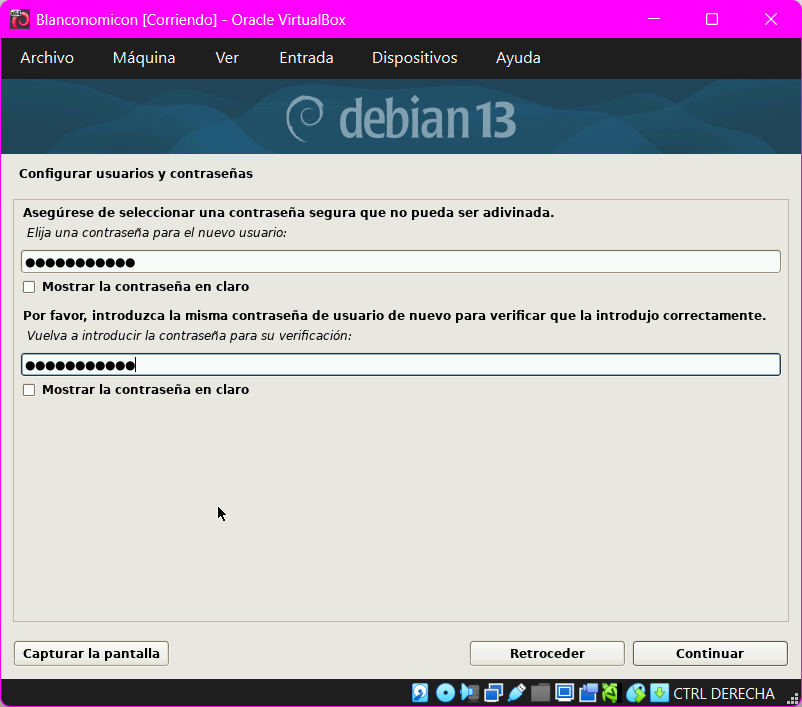 Blanconomicon [Corriendo] - Oracle VirtualBox
Archivo Máquina Ver Entrada Dispositivos Ayuda
debian 13
Configurar usuarios y contraseñas
Asegúrese de seleccionar una contraseña segura que no pueda ser adivinada.
Elija una contraseña para el nuevo usuario:
●●●●●●●●●●●
Mostrar la contraseña en claro
Por favor, introduzca la misma contraseña de usuario de nuevo para verificar que la introdujo correctamente.
Vuelva a introducir la contraseña para su verificación:
●●●●●●●●●●●
Mostrar la contraseña en claro
Capturar la pantalla Retroceder Continuar
CTRL DERECHA